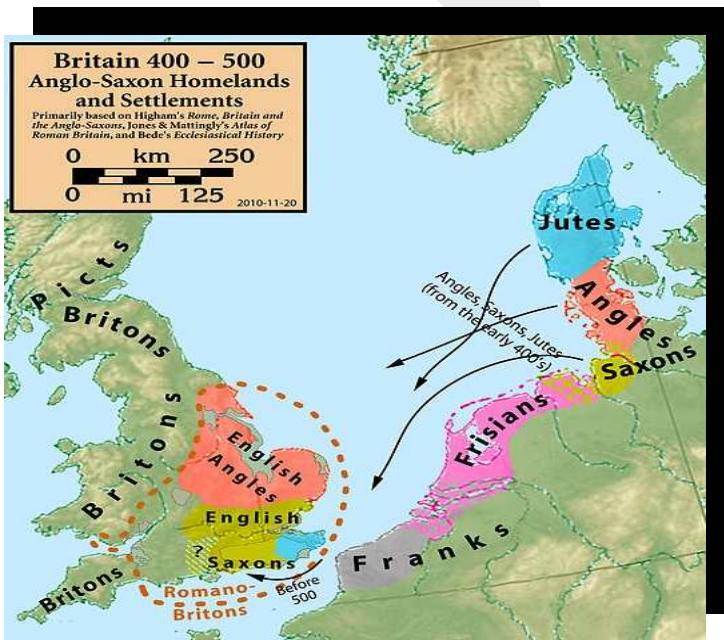 Britain 400 – 500
Anglo-Saxon Homelands
and Settlements
Primarily based on Higham's Rome, Britain and
the Anglo-Saxons, Jones & Mattingly's Atlas of
Roman Britain, and Bede's Ecclesiastical History
0 km 250
0 mi 125
2010-11-20
Jutes
Angles
Saxons
Angles, Saxons, Jutes
(from the early 400's)
Frisians
Franks
Picts
Britons
Britons
English
Angles
English
?
Saxons
Before
500
Romano-
Britons
Britons